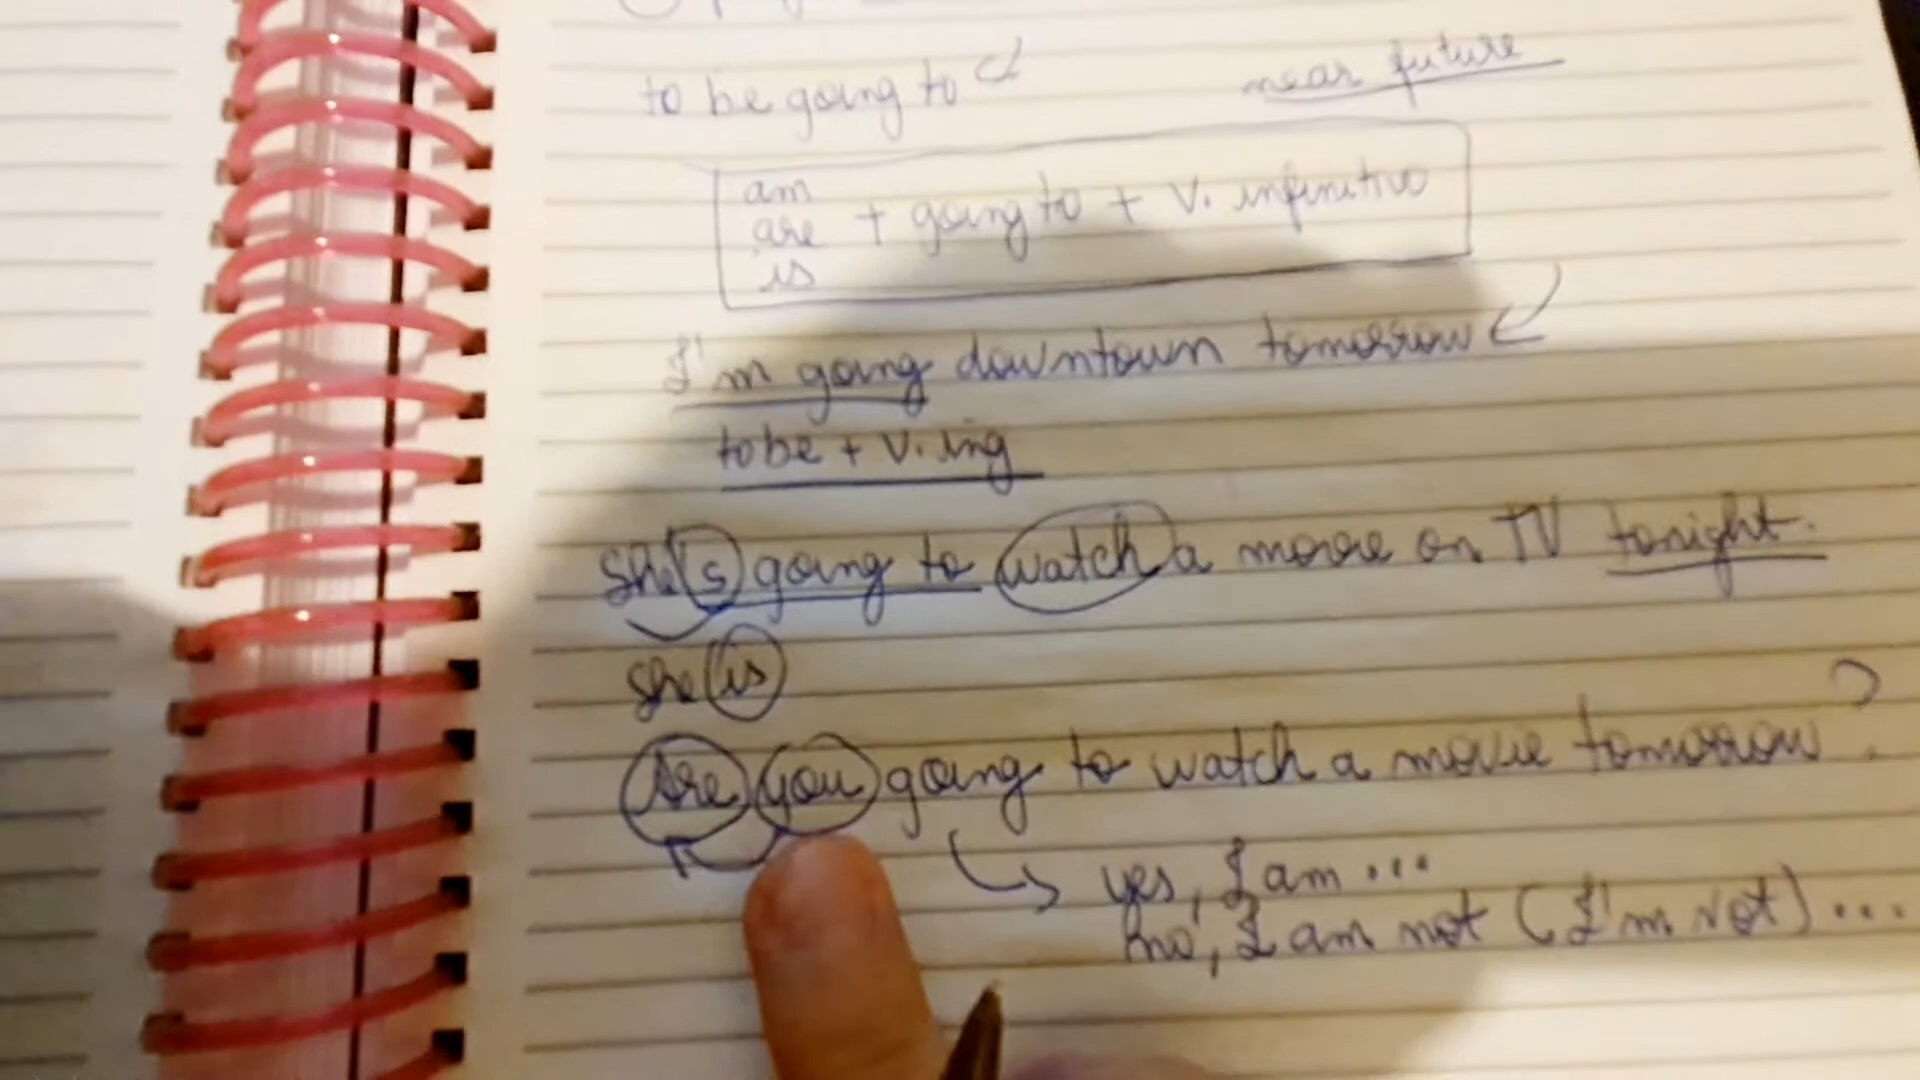 to be going to
near future
am
are + going to + v. infinitivo
is
I'm going downtown tomorrow
to be + v. ing
She's going to watch a movie on TV tonight.
She is
Are you going to watch a movie tomorrow?
yes, I am...
no, I am not (I'm not)...